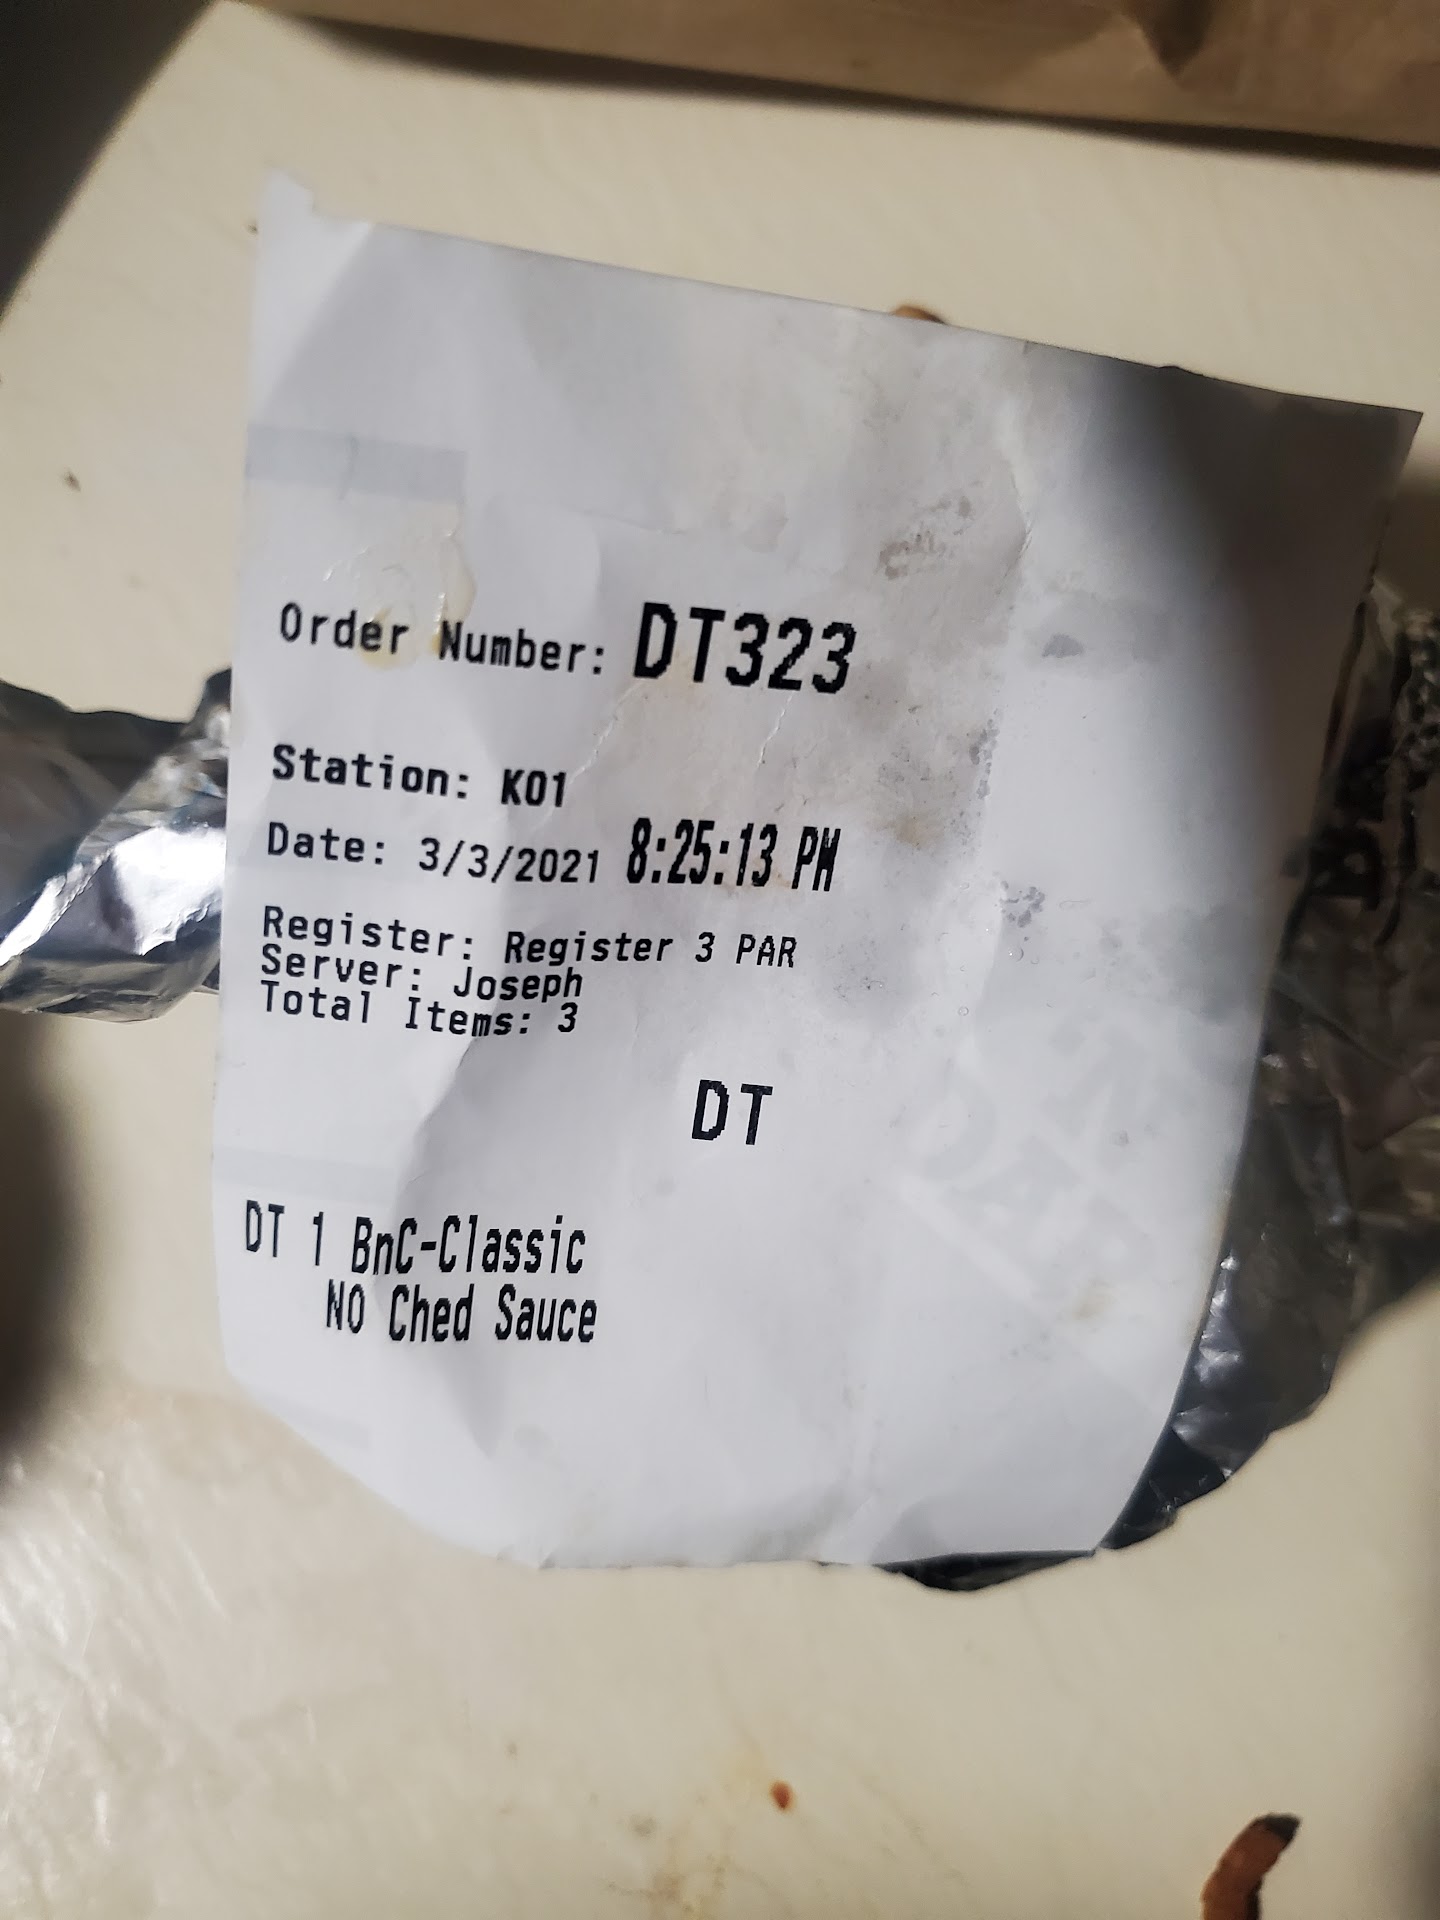 Order Number: DT323
Station: K01
Date: 3/3/2021 8:25:13 PM
Register: Register 3 PAR
Server: Joseph
Total Items: 3
DT
DT 1 BnC-Classic
NO Ched Sauce